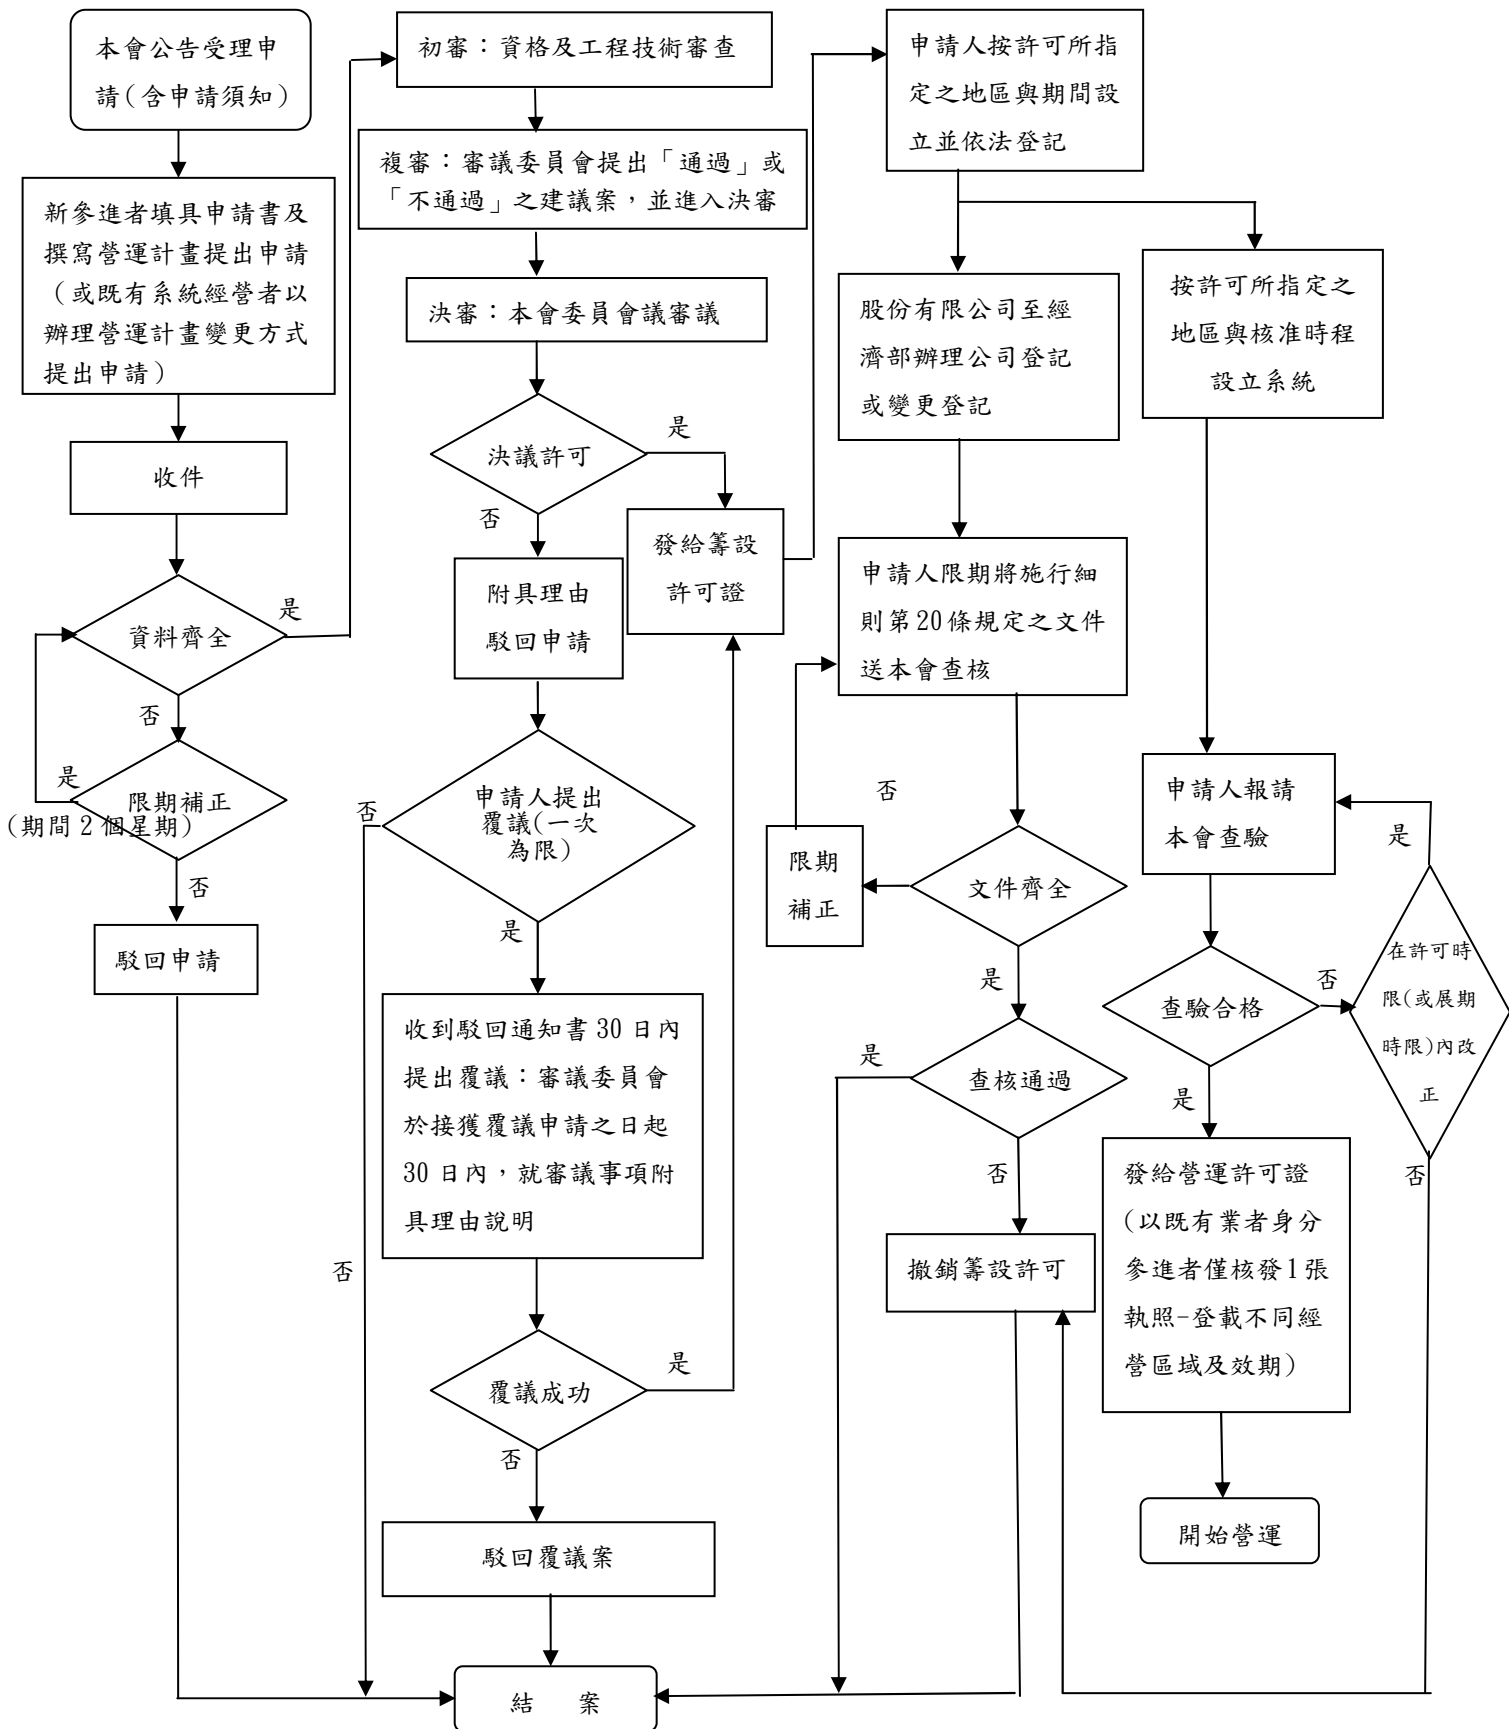 本會公告受理申
請(含申請須知)
新參進者填具申請書及
撰寫營運計畫提出申請
（或既有系統經營者以
辦理營運計畫變更方式
提出申請）
收件
資料齊全
是
否
限期補正
是
(期間 2 個星期)
否
駁回申請
初審：資格及工程技術審查
複審：審議委員會提出「通過」或
「不通過」之建議案，並進入決審
決審：本會委員會議審議
決議許可
是
否
發給籌設
許可證
附具理由
駁回申請
申請人提出
覆議(一次
為限)
否
是
收到駁回通知書 30 日內
提出覆議：審議委員會
於接獲覆議申請之日起
30 日內，就審議事項附
具理由說明
否
覆議成功
是
否
駁回覆議案
結　案
申請人按許可所指
定之地區與期間設
立並依法登記
股份有限公司至經
濟部辦理公司登記
或變更登記
申請人限期將施行細
則第20條規定之文件
送本會查核
否
限期
補正
文件齊全
是
是
查核通過
否
撤銷籌設許可
按許可所指定之
地區與核准時程
設立系統
申請人報請
本會查驗
是
查驗合格
否
在許可時
限(或展期
時限)內改
正
是
否
發給營運許可證
（以既有業者身分
參進者僅核發1張
執照-登載不同經
營區域及效期）
開始營運